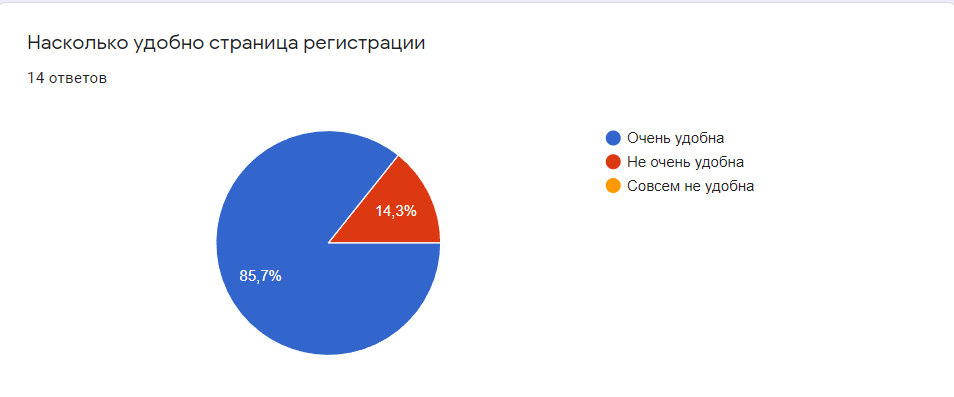 Насколько удобно страница регистрации
14 ответов
Очень удобна
Не очень удобна
Совсем не удобна
14,3%
85,7%